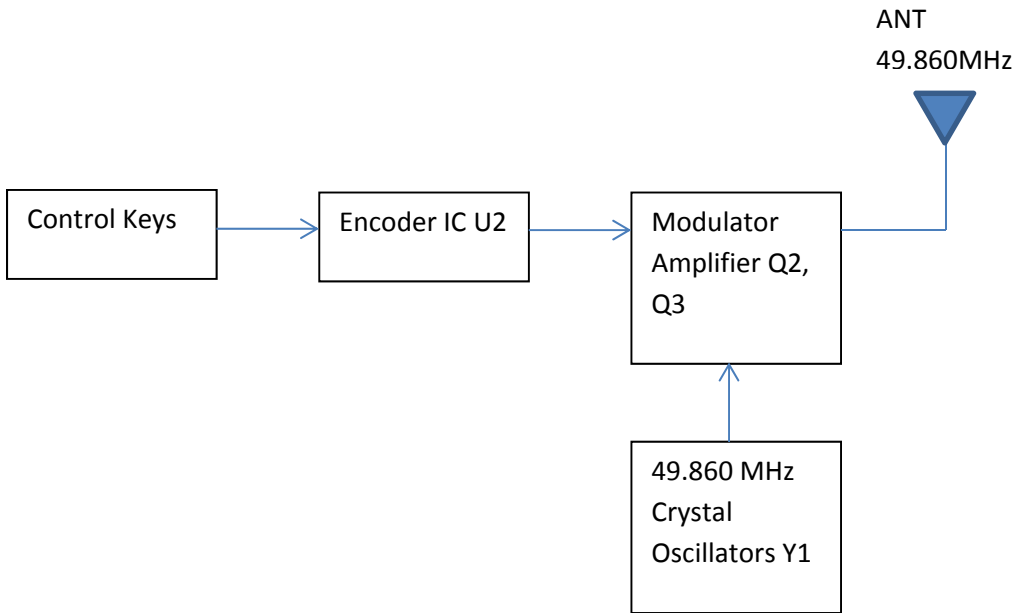 ANT
49.860MHz
Control Keys
Encoder IC U2
Modulator
Amplifier Q2,
Q3
49.860 MHz
Crystal
Oscillators Y1